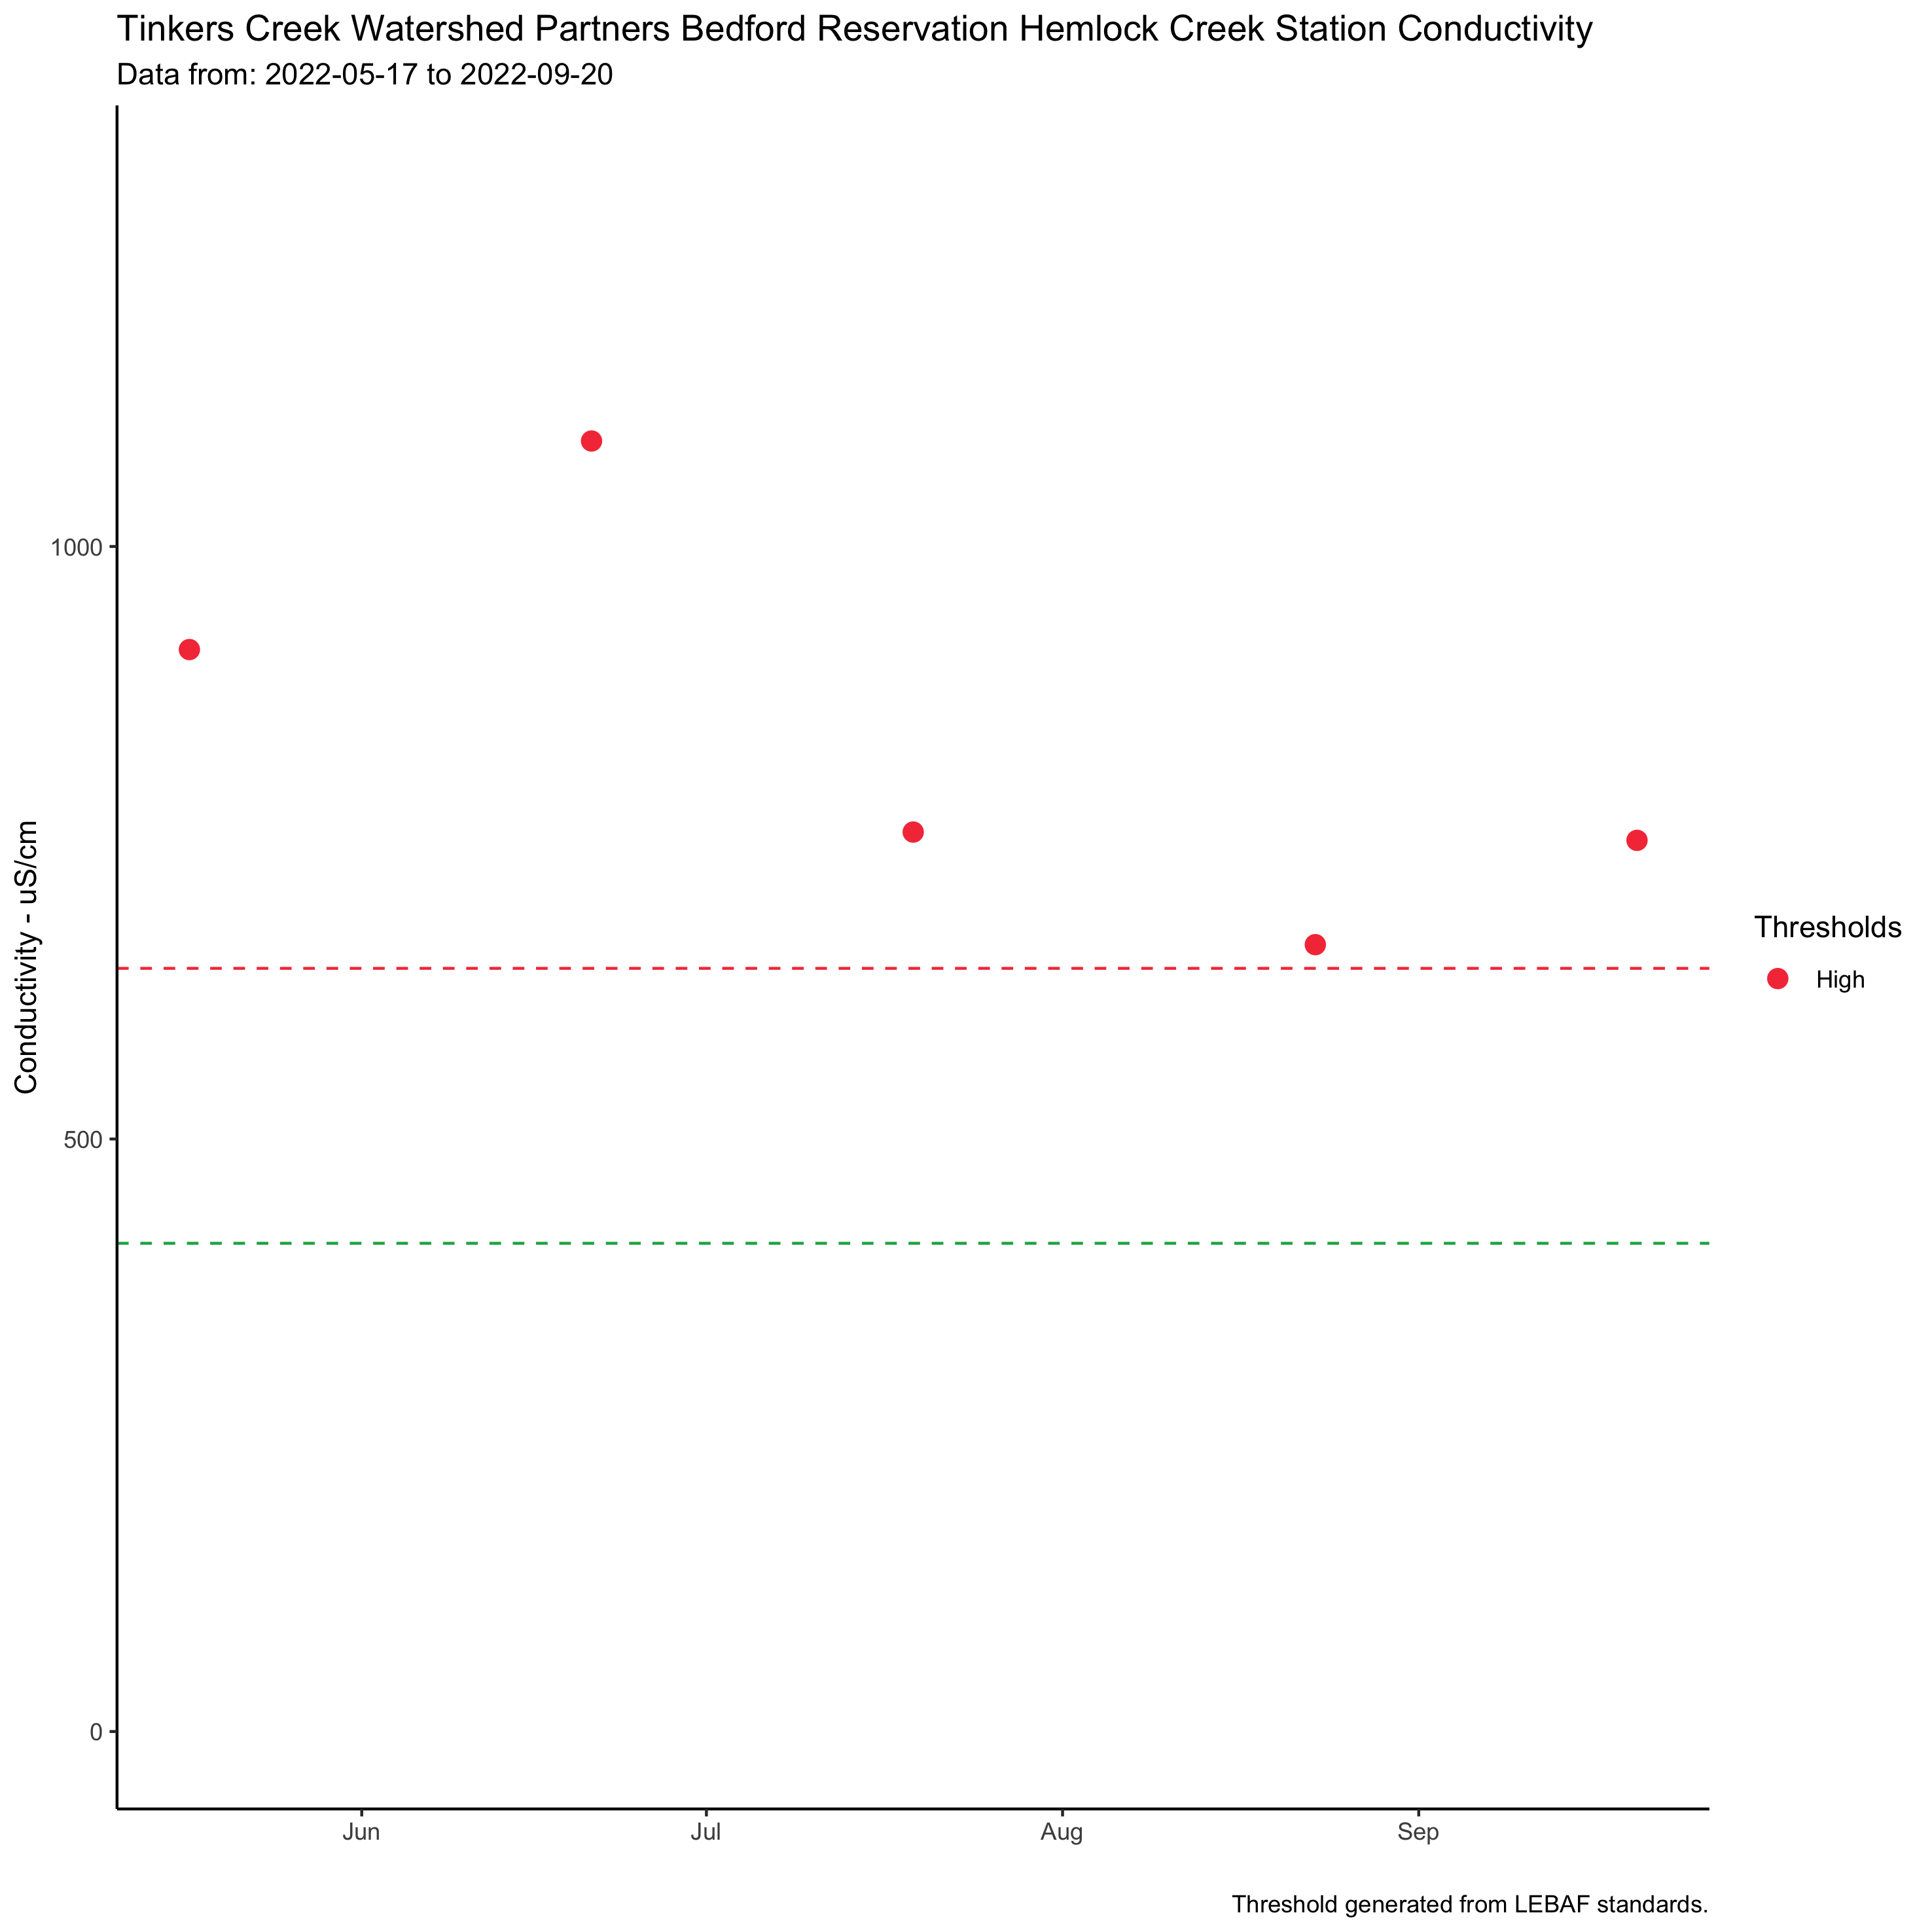 Tinkers Creek Watershed Partners Bedford Reservation Hemlock Creek Station Conductivity
Data from: 2022-05-17 to 2022-09-20
Conductivity - uS/cm
1000
500
0
Jun Jul Aug Sep
Thresholds
High
Threshold generated from LEBAF standards.